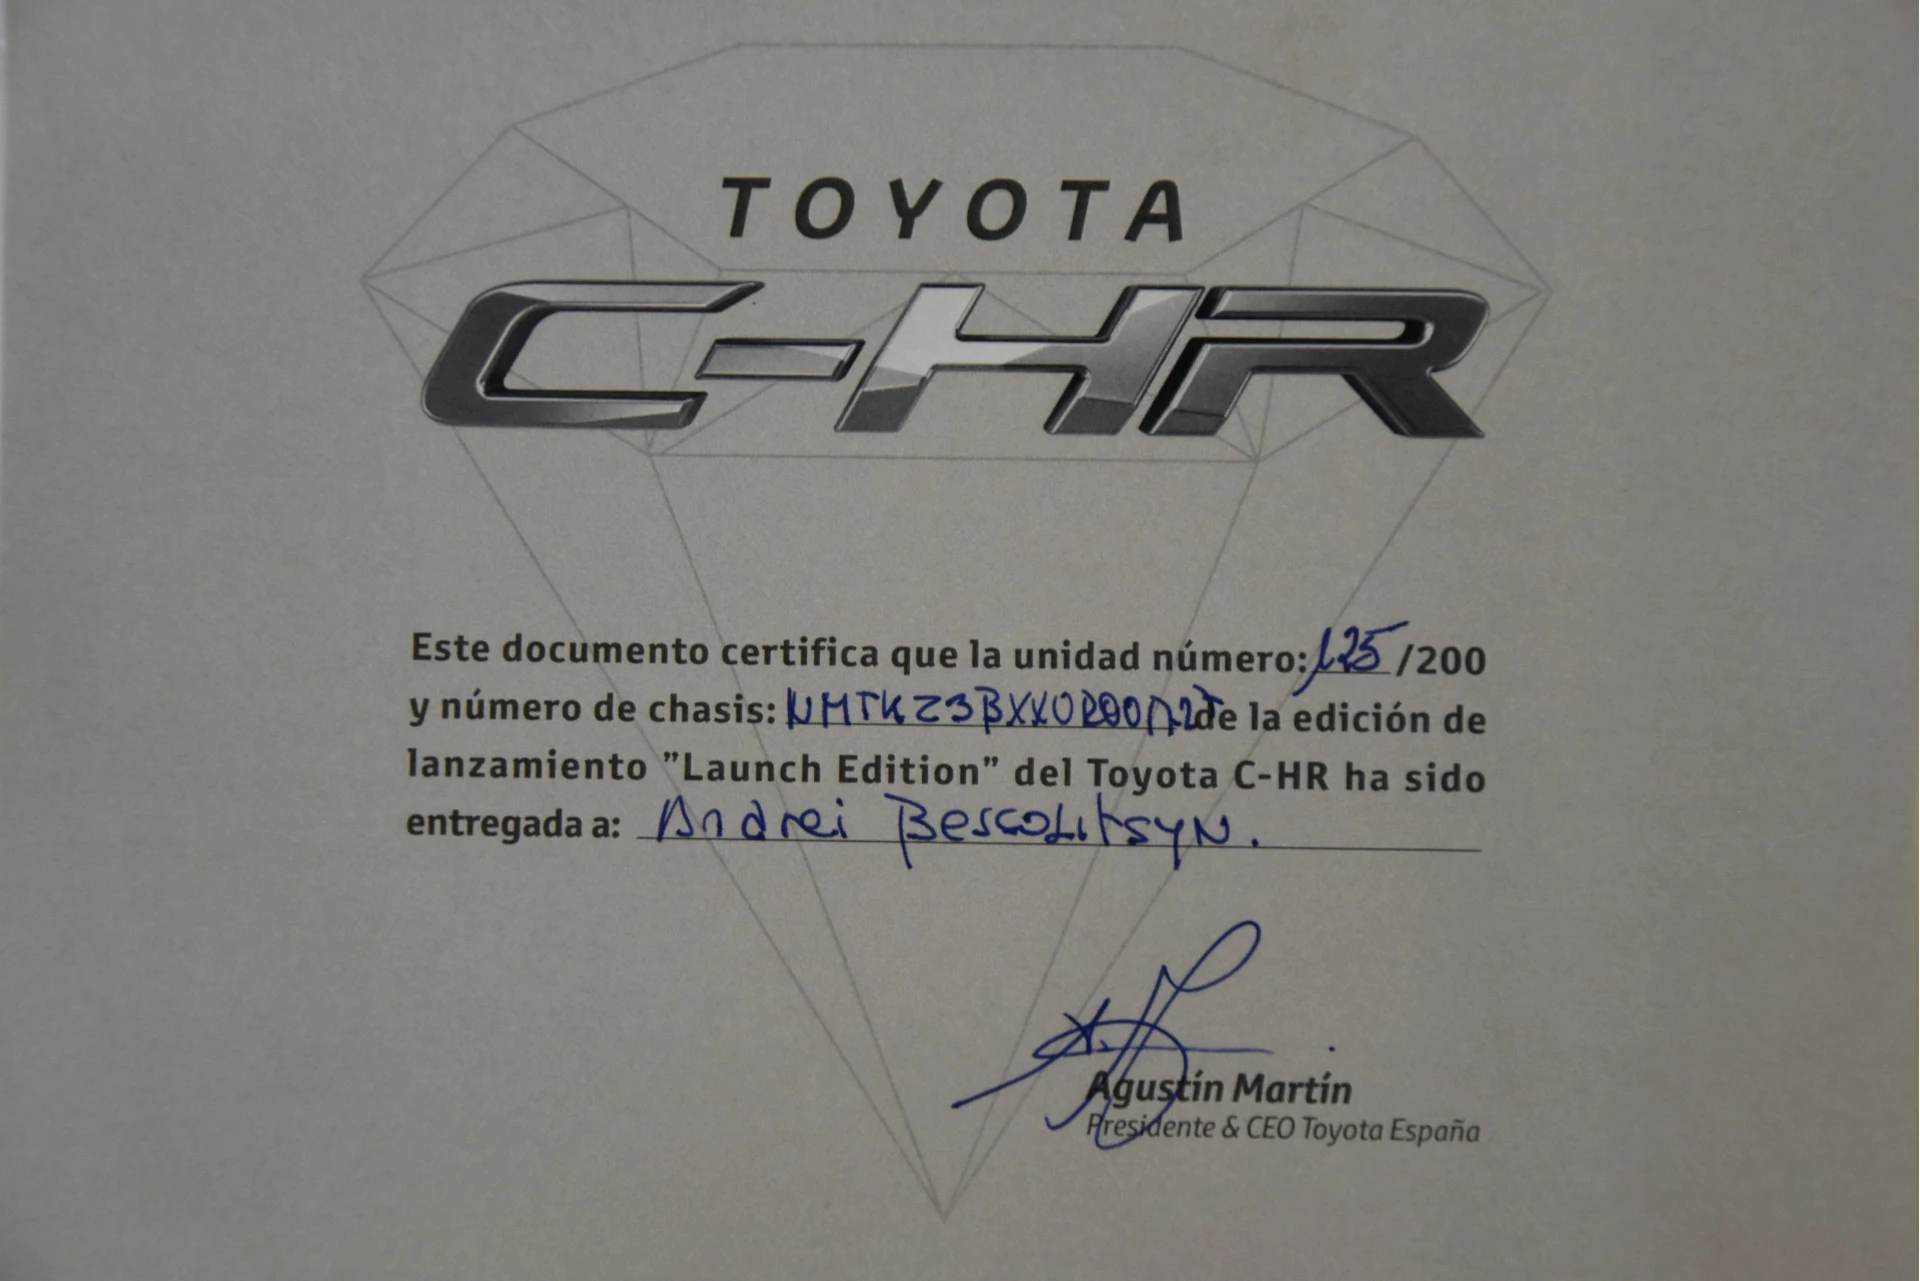 TOYOTA
C-HR
Este documento certifica que la unidad número: 125/200
y número de chasis: de la edición de
lanzamiento "Launch Edition" del Toyota C-HR ha sido
entregada a: Andrei Bescolitsyn.
Agustín Martín
Presidente & CEO Toyota España